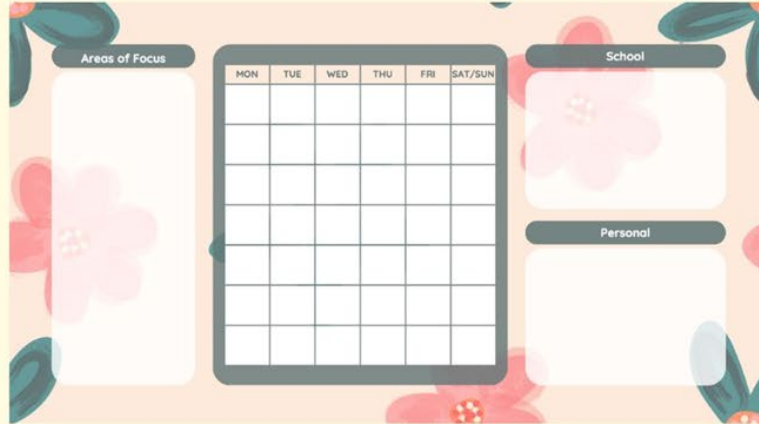 Areas of Focus
MON TUE WED THU FRI SAT/SUN
School
Personal